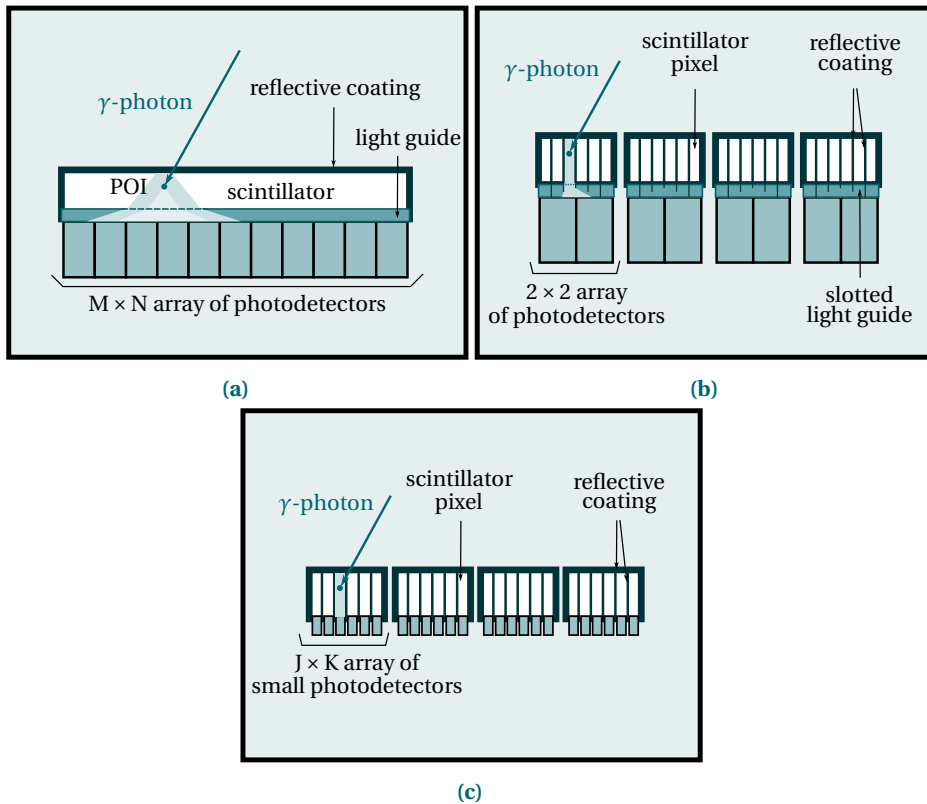 γ-photon
reflective coating
light guide
POI
scintillator
M × N array of photodetectors
(a)
scintillator
pixel
reflective
coating
γ-photon
2 × 2 array
of photodetectors
slotted
light guide
(b)
scintillator
pixel
reflective
coating
γ-photon
J × K array of
small photodetectors
(c)